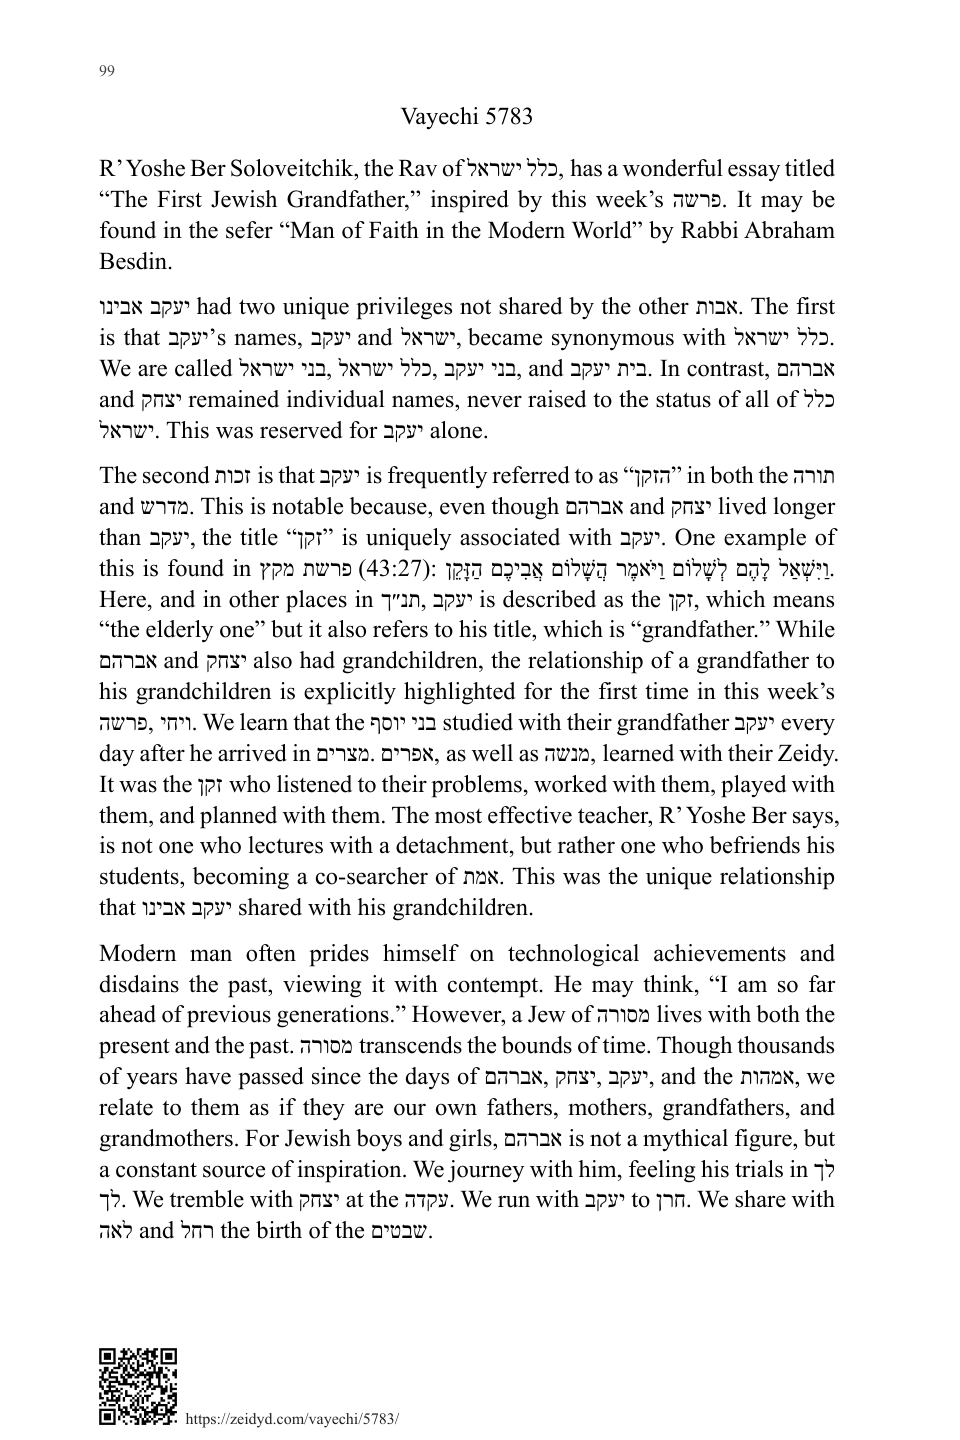 99
Vayechi 5783
R’ Yoshe Ber Soloveitchik, the Rav of כלל ישראל, has a wonderful essay titled
“The First Jewish Grandfather,” inspired by this week’s פרשה. It may be
found in the sefer “Man of Faith in the Modern World” by Rabbi Abraham
Besdin.
יעקב אבינו had two unique privileges not shared by the other אבות. The first
is that יעקב’s names, יעקב and ישראל, became synonymous with כלל ישראל.
We are called בני ישראל, כלל ישראל, בני יעקב, and בית יעקב. In contrast, אברהם
and יצחק remained individual names, never raised to the status of all of כלל
ישראל. This was reserved for יעקב alone.
The second זכות is that יעקב is frequently referred to as “הזקן” in both the תורה
and מדרש. This is notable because, even though אברהם and יצחק lived longer
than יעקב, the title “זקן” is uniquely associated with יעקב. One example of
this is found in פרשת מקץ (43:27): וַיִּשְׁאַל לָהֶם לְשָׁלוֹם וַיֹּאמֶר הֲשָׁלוֹם אֲבִיכֶם הַזָּקֵן.
Here, and in other places in תנ״ך, יעקב is described as the זקן, which means
“the elderly one” but it also refers to his title, which is “grandfather.” While
אברהם and יצחק also had grandchildren, the relationship of a grandfather to
his grandchildren is explicitly highlighted for the first time in this week’s
פרשה, ויחי. We learn that the בני יוסף studied with their grandfather יעקב every
day after he arrived in מצרים. אפרים, as well as מנשה, learned with their Zeidy.
It was the זקן who listened to their problems, worked with them, played with
them, and planned with them. The most effective teacher, R’ Yoshe Ber says,
is not one who lectures with a detachment, but rather one who befriends his
students, becoming a co-searcher of אמת. This was the unique relationship
that יעקב אבינו shared with his grandchildren.
Modern man often prides himself on technological achievements and
disdains the past, viewing it with contempt. He may think, “I am so far
ahead of previous generations.” However, a Jew of מסורה lives with both the
present and the past. מסורה transcends the bounds of time. Though thousands
of years have passed since the days of אברהם, יצחק, יעקב, and the אמהות, we
relate to them as if they are our own fathers, mothers, grandfathers, and
grandmothers. For Jewish boys and girls, אברהם is not a mythical figure, but
a constant source of inspiration. We journey with him, feeling his trials in לך
לך. We tremble with יצחק at the עקדה. We run with יעקב to חרן. We share with
לאה and רחל the birth of the שבטים.
https://zeidyd.com/vayechi/5783/